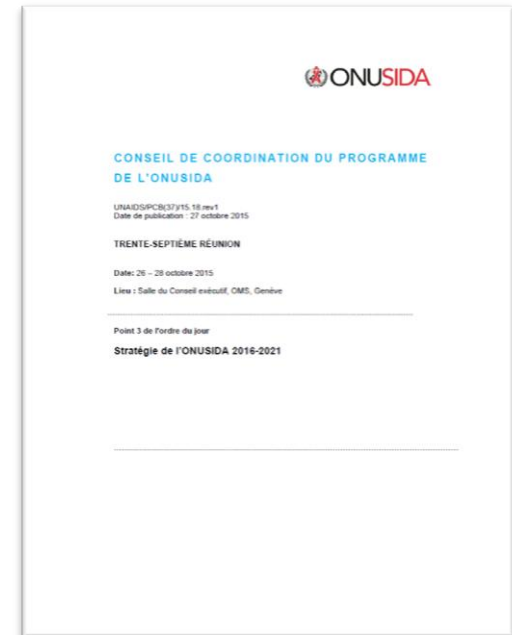 ONUSIDA
CONSEIL DE COORDINATION DU PROGRAMME
DE L'ONUSIDA
UNAIDS/PCB(37)/15.18.rev1
Date de publication : 27 octobre 2015
TRENTE-SEPTIÈME RÉUNION
Date: 26 – 28 octobre 2015
Lieu : Salle du Conseil exécutif, OMS, Genève
Point 3 de l'ordre du jour
Stratégie de l'ONUSIDA 2016-2021